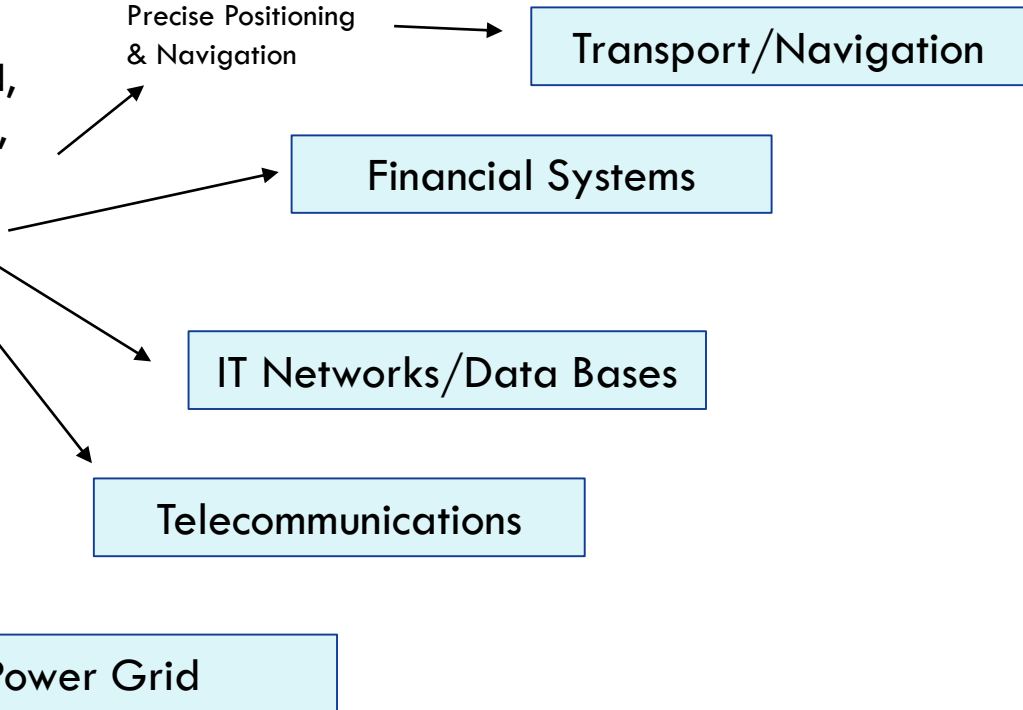 Precise Positioning
& Navigation
Transport/Navigation
Financial Systems
IT Networks/Data Bases
Telecommunications
Power Grid